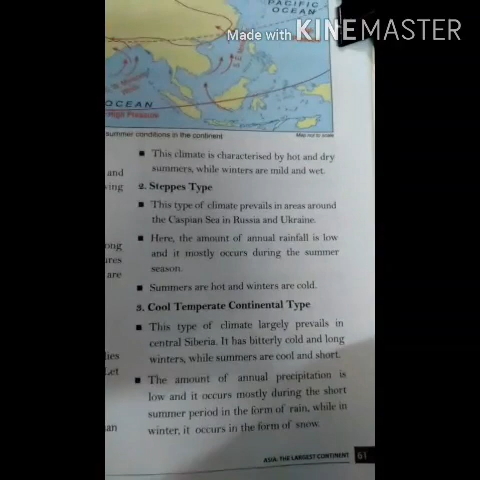 PACIFIC
OCEAN
Made with KINEMASTER
OCEAN
Pressure
summer conditions in the continent
Map not to scale
This climate is characterised by hot and dry
summers, while winters are mild and wet.
and
ving
2. Steppes Type
This type of climate prevails in areas around
the Caspian Sea in Russia and Ukraine.
ong
ures
are
Here, the amount of annual rainfall is low
and it mostly occurs during the summer
season.
Summers are hot and winters are cold.
3. Cool Temperate Continental Type
This type of climate largely prevails in
central Siberia. It has bitterly cold and long
winters, while summers are cool and short.
lies
Let
The amount of annual precipitation is
low and it occurs mostly during the short
summer period in the form of rain, while in
winter, it occurs in the form of snow.
an
ASIA: THE LARGEST CONTINENT 61